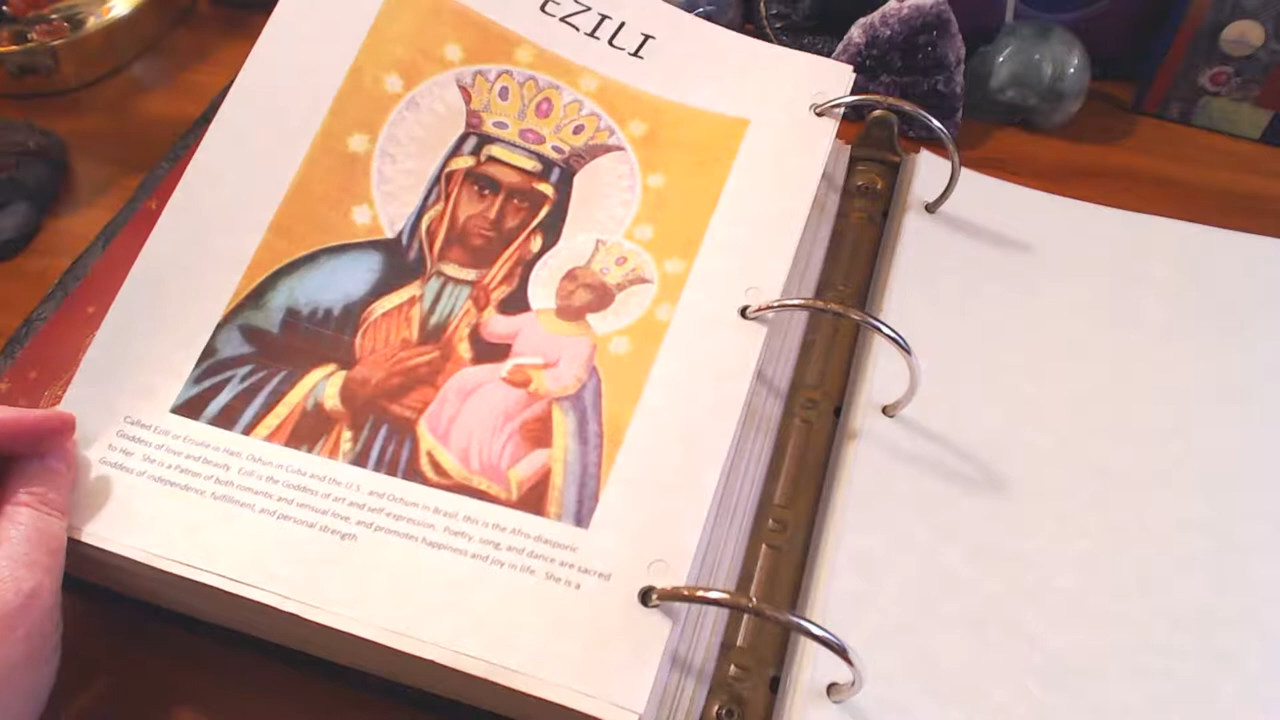 EZILI
Called Ezili or Erzulie in Haiti, Oshun in Cuba and the U.S., and Ochum in Brasil, this is the Afro-diasporic
Goddess of love and beauty. Ezili is the Goddess of art and self-expression. Poetry, song, and dance are sacred
to Her. She is a Patron of both romantic and sensual love, and promotes happiness and joy in life. She is a
Goddess of independence, fulfillment, and personal strength.